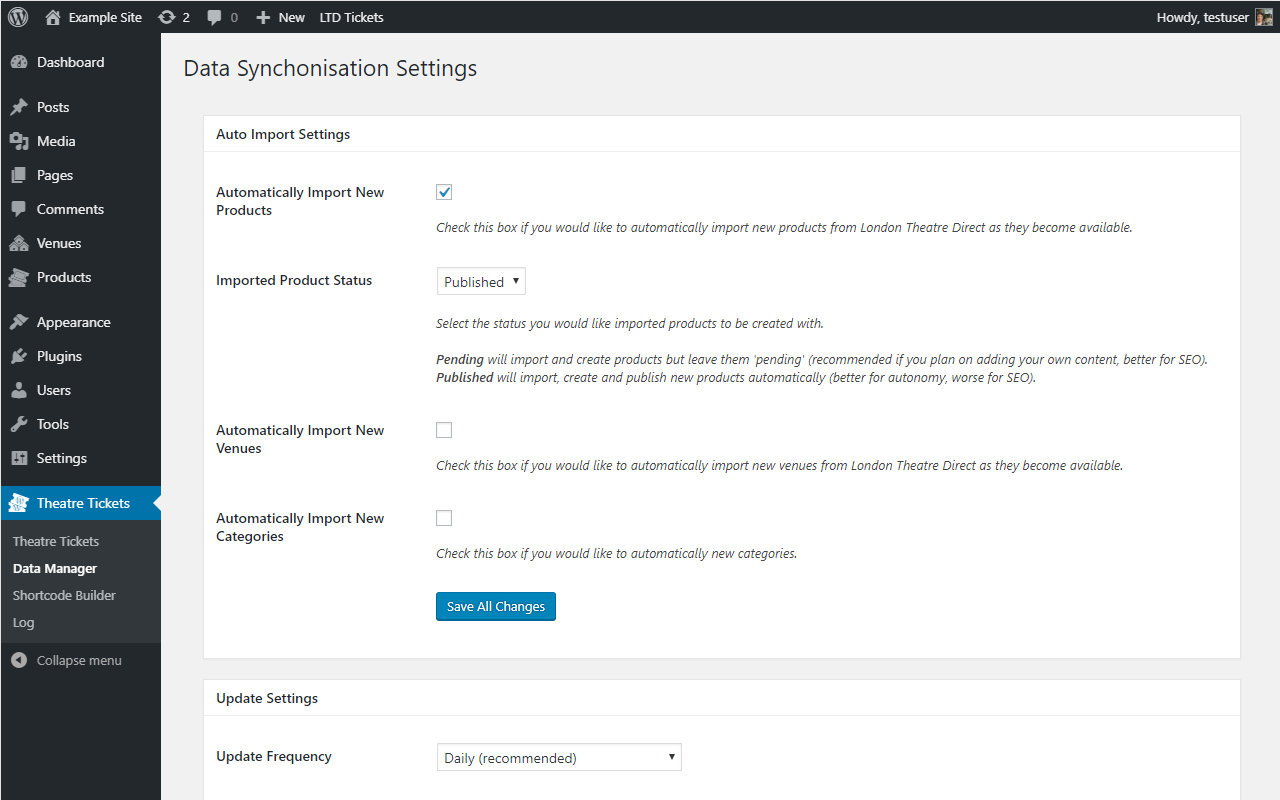 Example Site 2 0 New LTD Tickets Howdy, testuser
Dashboard
Posts
Media
Pages
Comments
Venues
Products
Appearance
Plugins
Users
Tools
Settings
Theatre Tickets
Theatre Tickets
Data Manager
Shortcode Builder
Log
Collapse menu
Data Synchonisation Settings
Auto Import Settings
Automatically Import New
Products
Check this box if you would like to automatically import new products from London Theatre Direct as they become available.
Imported Product Status
Published
Select the status you would like imported products to be created with.
Pending will import and create products but leave them 'pending' (recommended if you plan on adding your own content, better for SEO).
Published will import, create and publish new products automatically (better for autonomy, worse for SEO).
Automatically Import New
Venues
Check this box if you would like to automatically import new venues from London Theatre Direct as they become available.
Automatically Import New
Categories
Check this box if you would like to automatically new categories.
Save All Changes
Update Settings
Update Frequency
Daily (recommended)